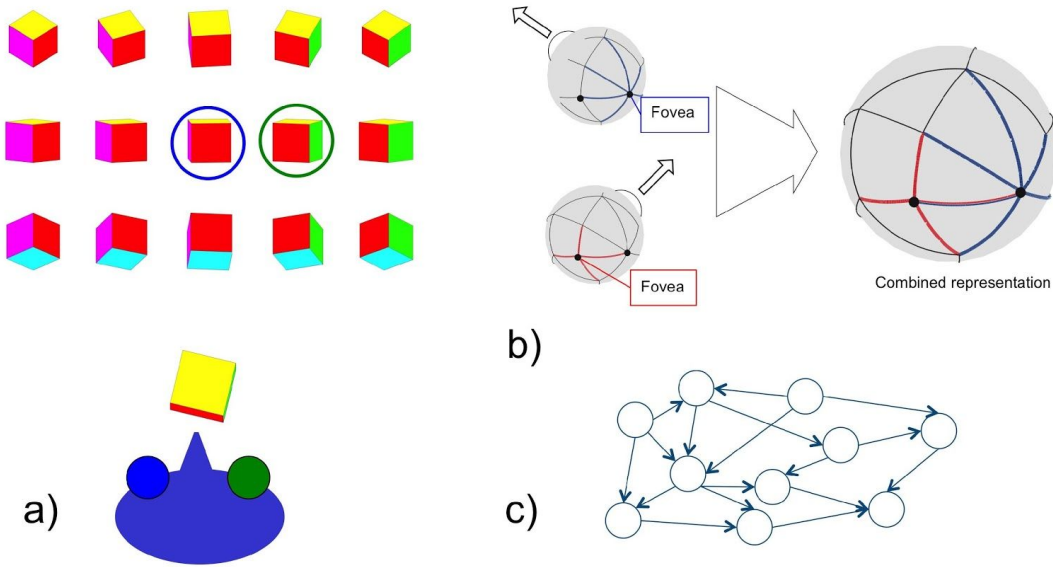 Fovea
Fovea
Combined representation
b)
a)
c)